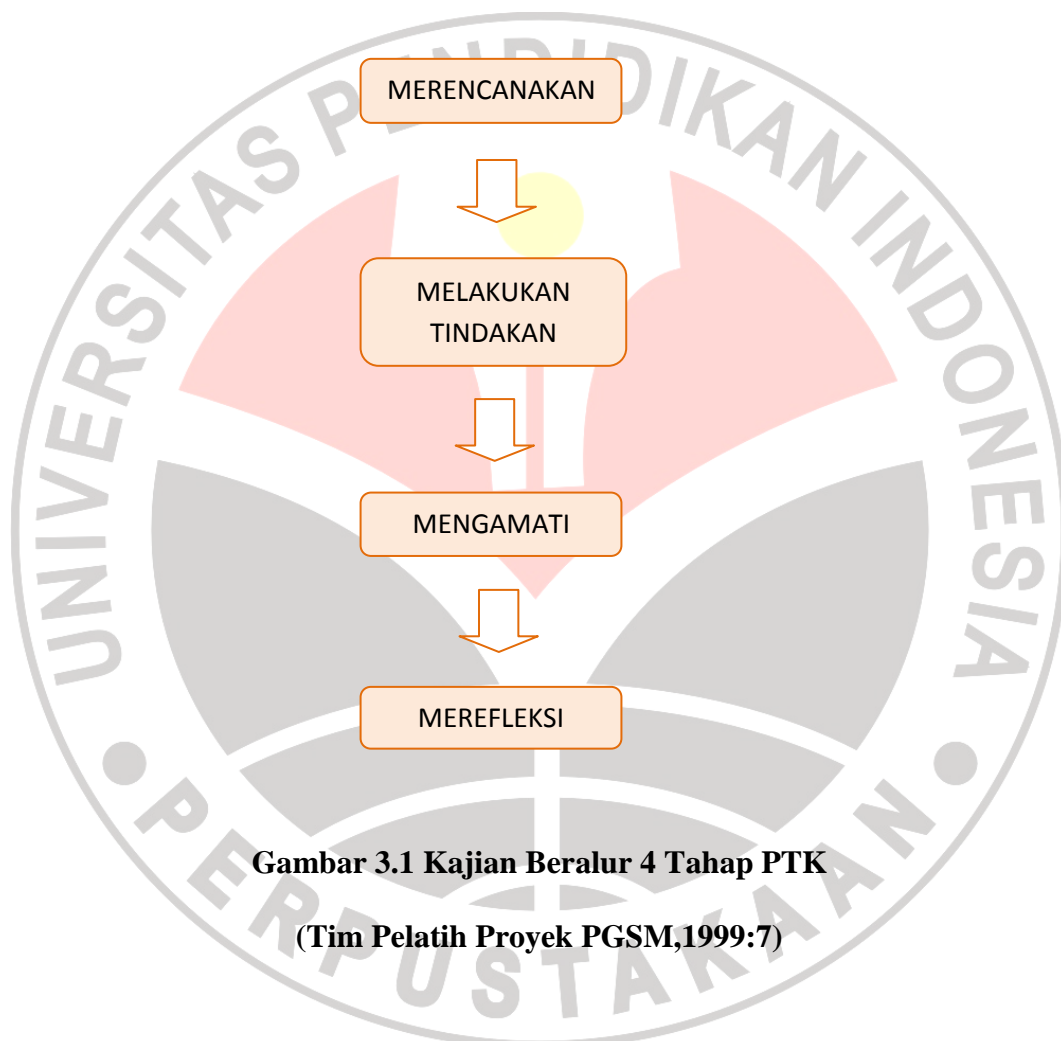 MERENCANAKAN
MELAKUKAN
TINDAKAN
MENGAMATI
MEREFLEKSI
Gambar 3.1 Kajian Beralur 4 Tahap PTK
(Tim Pelatih Proyek PGSM,1999:7)
UNIVERSITAS PENDIDIKAN INDONESIA
PERPUSTAKAAN